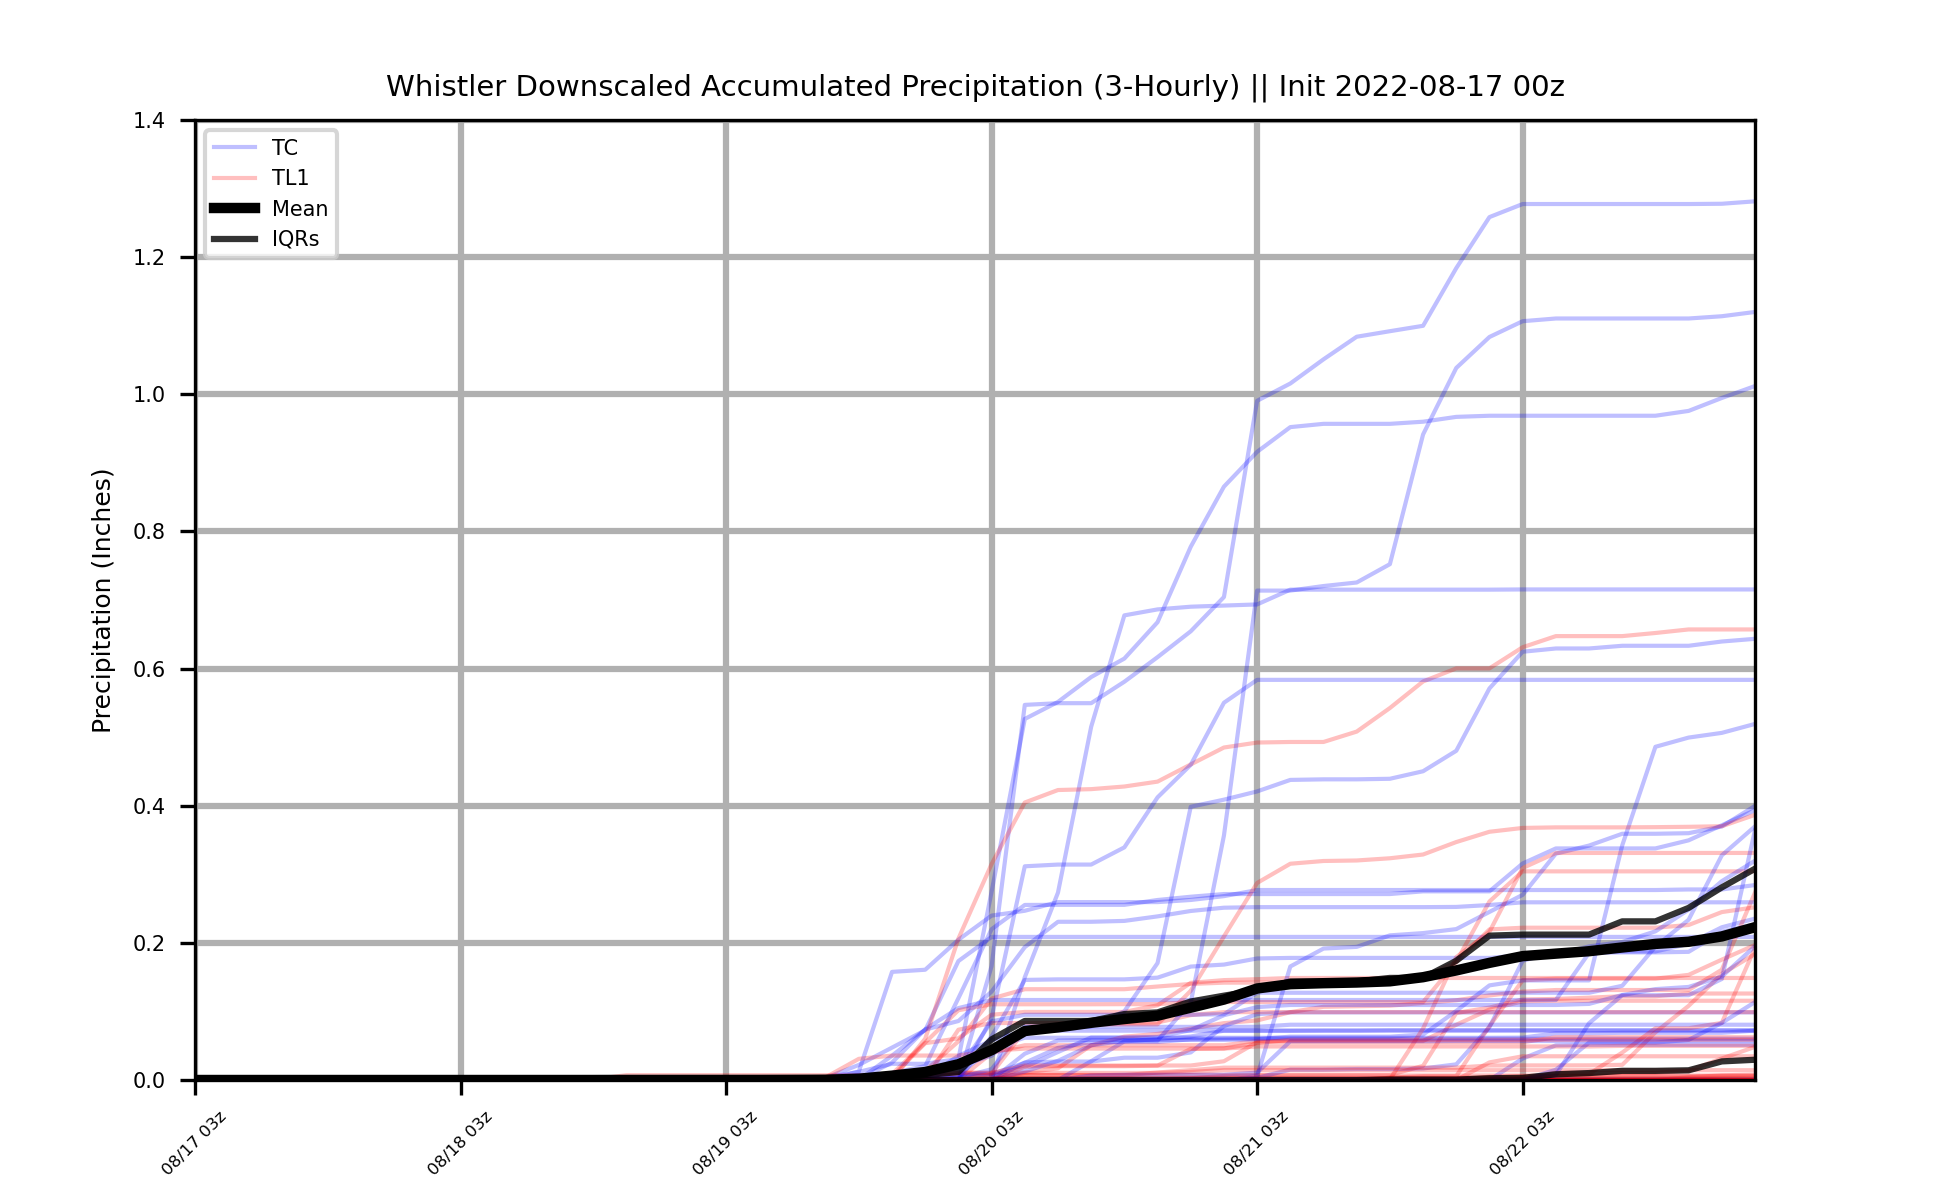 Whistler Downscaled Accumulated Precipitation (3-Hourly) || Init 2022-08-17 00z
TC
TL1
Mean
IQRs
Precipitation (Inches)
1.4
1.2
1.0
0.8
0.6
0.4
0.2
0.0
08/17 03z
08/18 03z
08/19 03z
08/20 03z
08/21 03z
08/22 03z